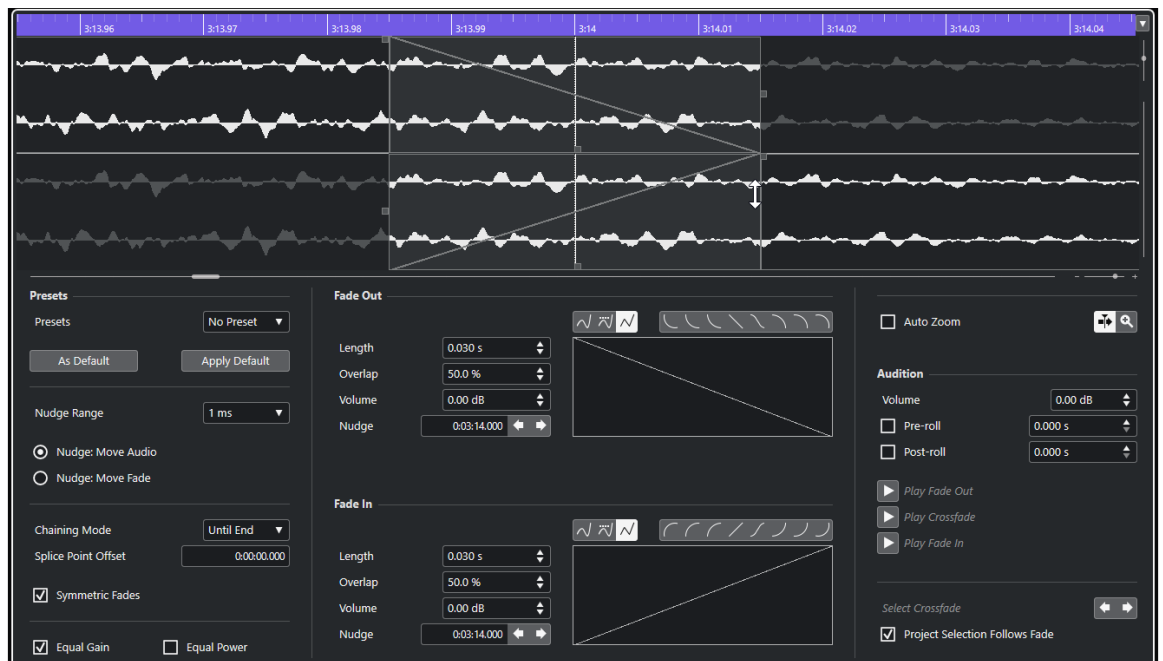 3:13.96 3:13.97 3:13.98 3:13.99 3:14 3:14.01 3:14.02 3:14.03 3:14.04
Presets
Presets No Preset
As Default Apply Default
Nudge Range 1 ms
Nudge: Move Audio
Nudge: Move Fade
Chaining Mode Until End
Splice Point Offset 0:00:00.000
Symmetric Fades
Equal Gain Equal Power
Fade Out
Length 0.030 s
Overlap 50.0 %
Volume 0.00 dB
Nudge 0:03:14.000
Fade In
Length 0.030 s
Overlap 50.0 %
Volume 0.00 dB
Nudge 0:03:14.000
Auto Zoom
Audition
Volume 0.00 dB
Pre-roll 0.000 s
Post-roll 0.000 s
Play Fade Out
Play Crossfade
Play Fade In
Select Crossfade
Project Selection Follows Fade